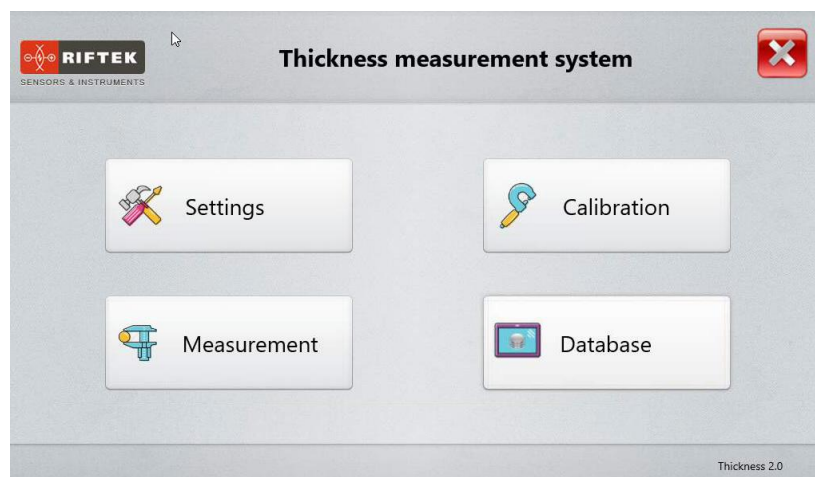 RIFTEK
SENSORS & INSTRUMENTS
Thickness measurement system
Settings
Calibration
Measurement
Database
Thickness 2.0